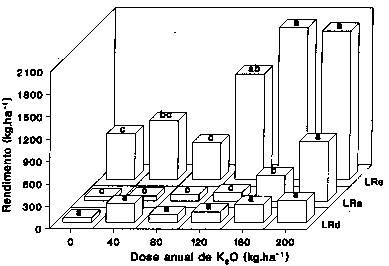 2100
1800
1500
1200
900
600
300
0
Rendimento (kg.ha⁻¹)
a
a
ab
c
bc
c
a
b
c
b
b
b
a
a
a
a
a
a
LRe
LRa
LRd
0 40 80 120 160 200
Dose anual de K₂O (kg.ha⁻¹)